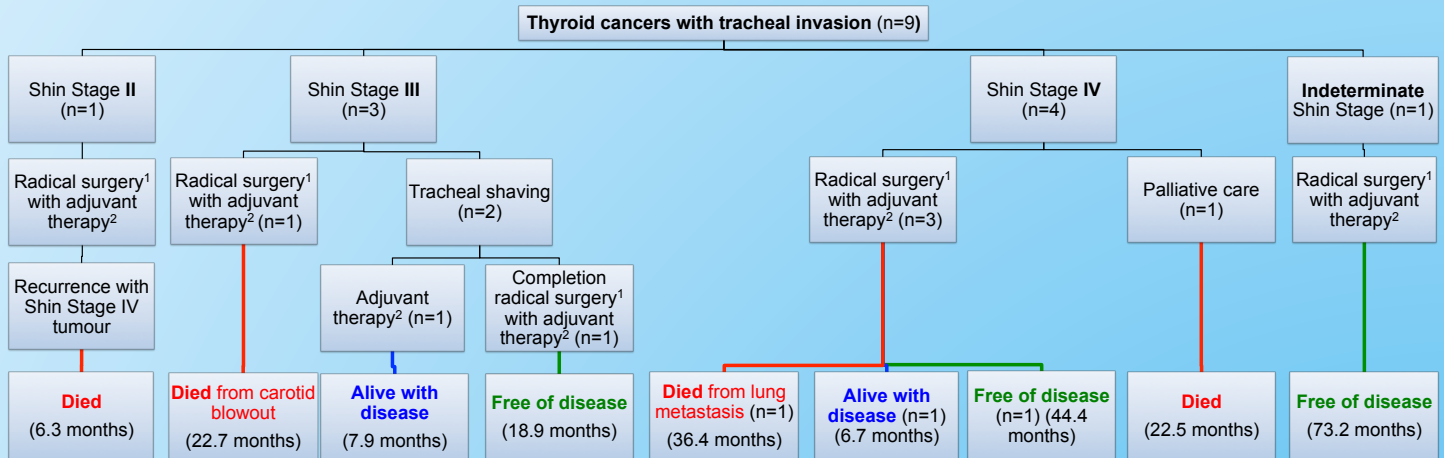 Thyroid cancers with tracheal invasion (n=9)
Shin Stage II
(n=1)
Shin Stage III
(n=3)
Shin Stage IV
(n=4)
Indeterminate
Shin Stage (n=1)
Radical surgery¹
with adjuvant
therapy²
Radical surgery¹
with adjuvant
therapy² (n=1)
Tracheal shaving
(n=2)
Radical surgery¹
with adjuvant
therapy² (n=3)
Palliative care
(n=1)
Radical surgery¹
with adjuvant
therapy²
Recurrence with
Shin Stage IV
tumour
Adjuvant
therapy² (n=1)
Completion
radical surgery¹
with adjuvant
therapy² (n=1)
Died
(6.3 months)
Died from carotid
blowout
(22.7 months)
Alive with
disease
(7.9 months)
Free of disease
(18.9 months)
Died from lung
metastasis (n=1)
(36.4 months)
Alive with
disease (n=1)
(6.7 months)
Free of disease
(n=1) (44.4
months)
Died
(22.5 months)
Free of disease
(73.2 months)